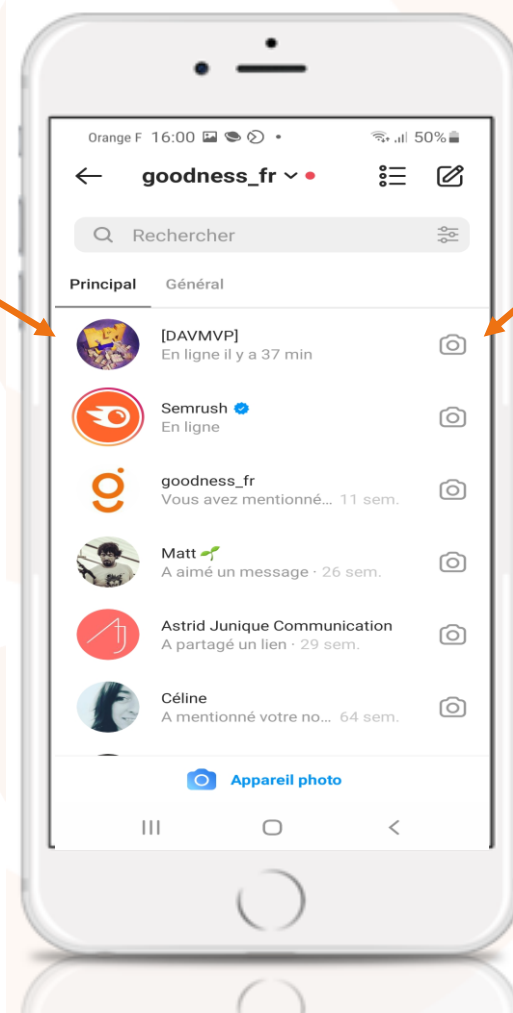 Orange F 16:00 50%
goodness_fr
Rechercher
Principal Général
[DAVMVP]
En ligne il y a 37 min
Semrush
En ligne
goodness_fr
Vous avez mentionné... 11 sem.
Matt
A aimé un message · 26 sem.
AJ
Astrid Junique Communication
A partagé un lien · 29 sem.
Céline
A mentionné votre no... 64 sem.
Appareil photo